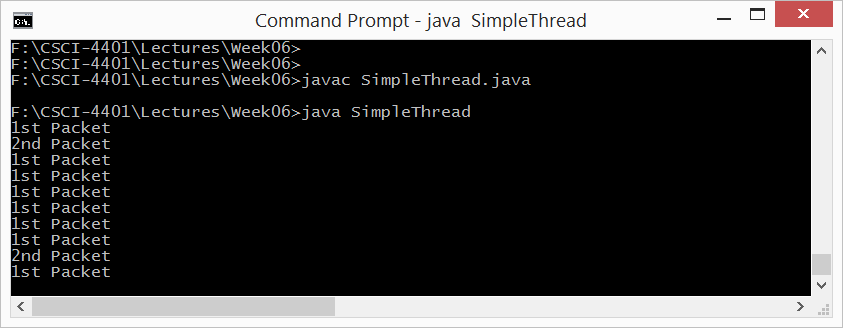 Command Prompt - java  SimpleThread
F:\CSCI-4401\Lectures\Week06>
F:\CSCI-4401\Lectures\Week06>
F:\CSCI-4401\Lectures\Week06>javac SimpleThread.java
F:\CSCI-4401\Lectures\Week06>java SimpleThread
1st Packet
2nd Packet
1st Packet
1st Packet
1st Packet
1st Packet
1st Packet
1st Packet
2nd Packet
1st Packet